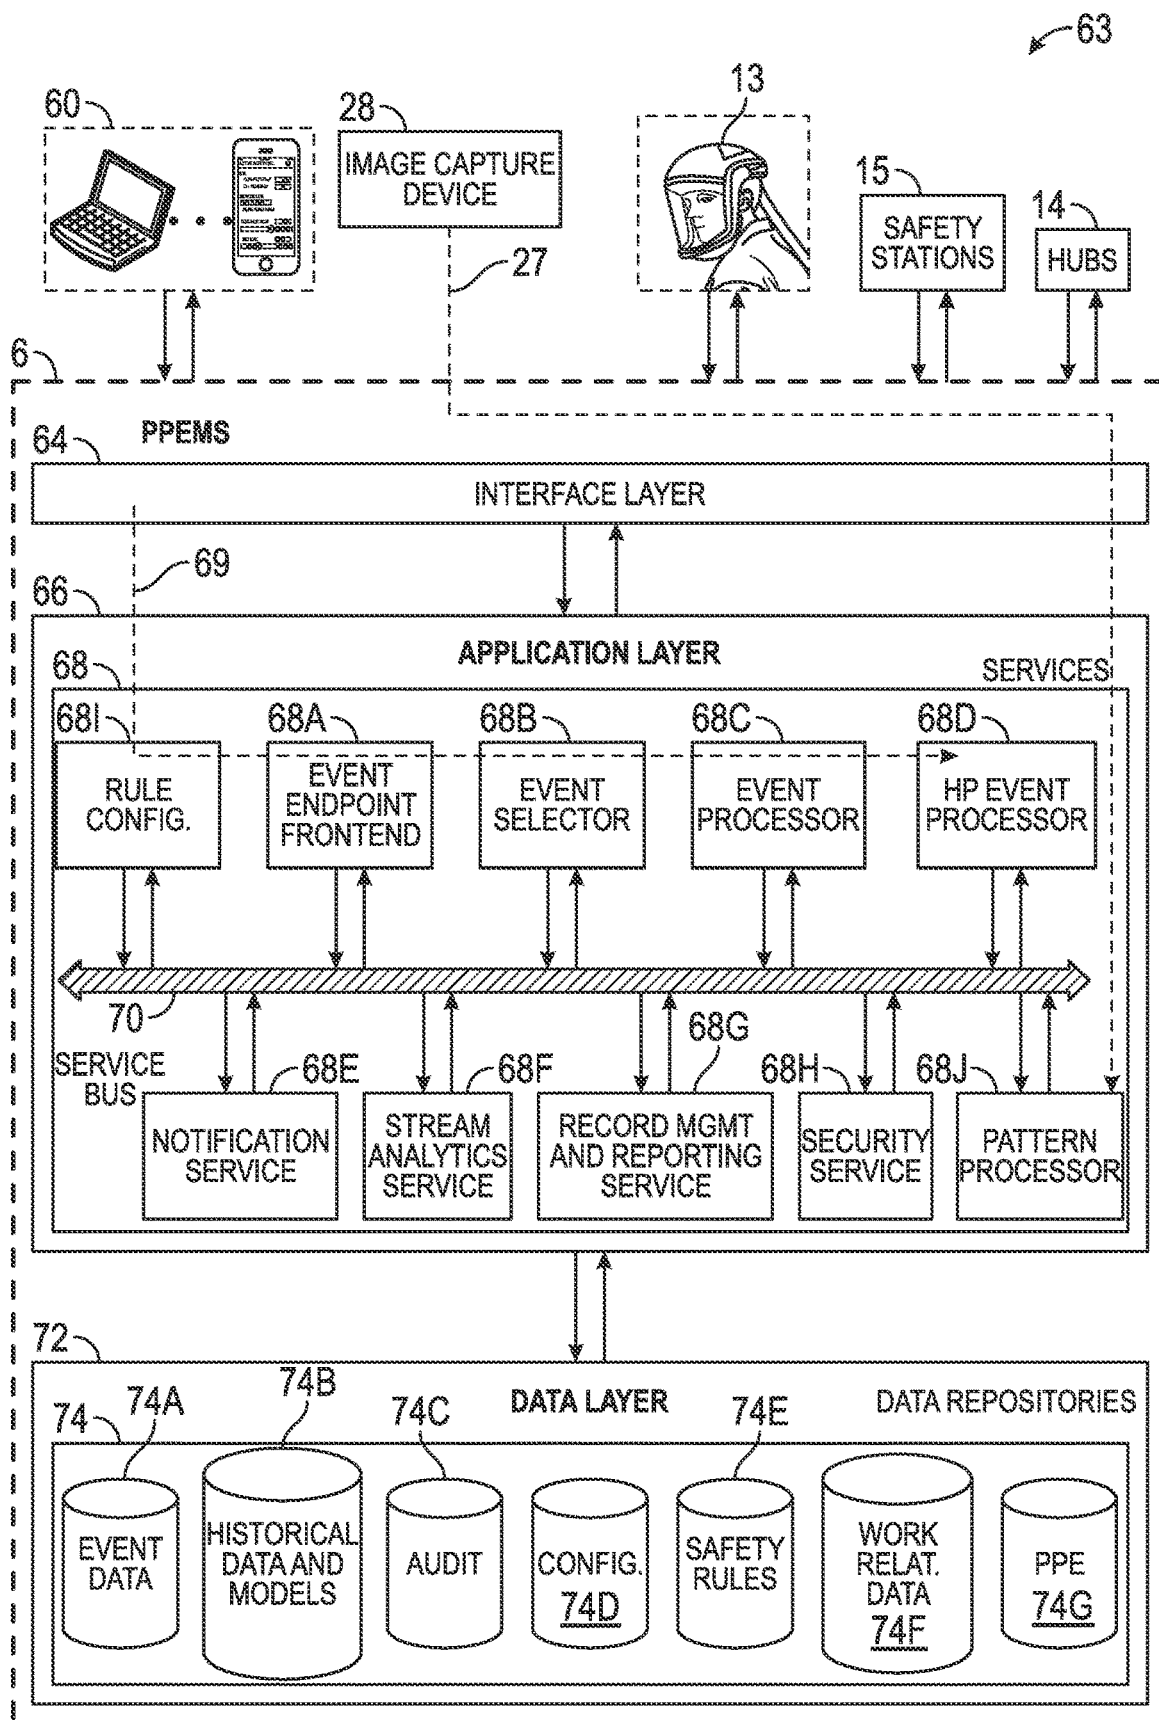 63
60
28
13
IMAGE CAPTURE
DEVICE
15
SAFETY
STATIONS
14
HUBS
27
6
PPEMS
64
INTERFACE LAYER
69
66
APPLICATION LAYER
68
SERVICES
68I
68A
68B
68C
68D
RULE
CONFIG.
EVENT
ENDPOINT
FRONTEND
EVENT
SELECTOR
EVENT
PROCESSOR
HP EVENT
PROCESSOR
70
SERVICE
BUS
68E
68F
68G
68H
68J
NOTIFICATION
SERVICE
STREAM
ANALYTICS
SERVICE
RECORD MGMT
AND REPORTING
SERVICE
SECURITY
SERVICE
PATTERN
PROCESSOR
72
DATA LAYER
DATA REPOSITORIES
74
74A
74B
74C
74E
EVENT
DATA
HISTORICAL
DATA AND
MODELS
AUDIT
CONFIG.
74D
SAFETY
RULES
WORK
RELAT.
DATA
74F
PPE
74G